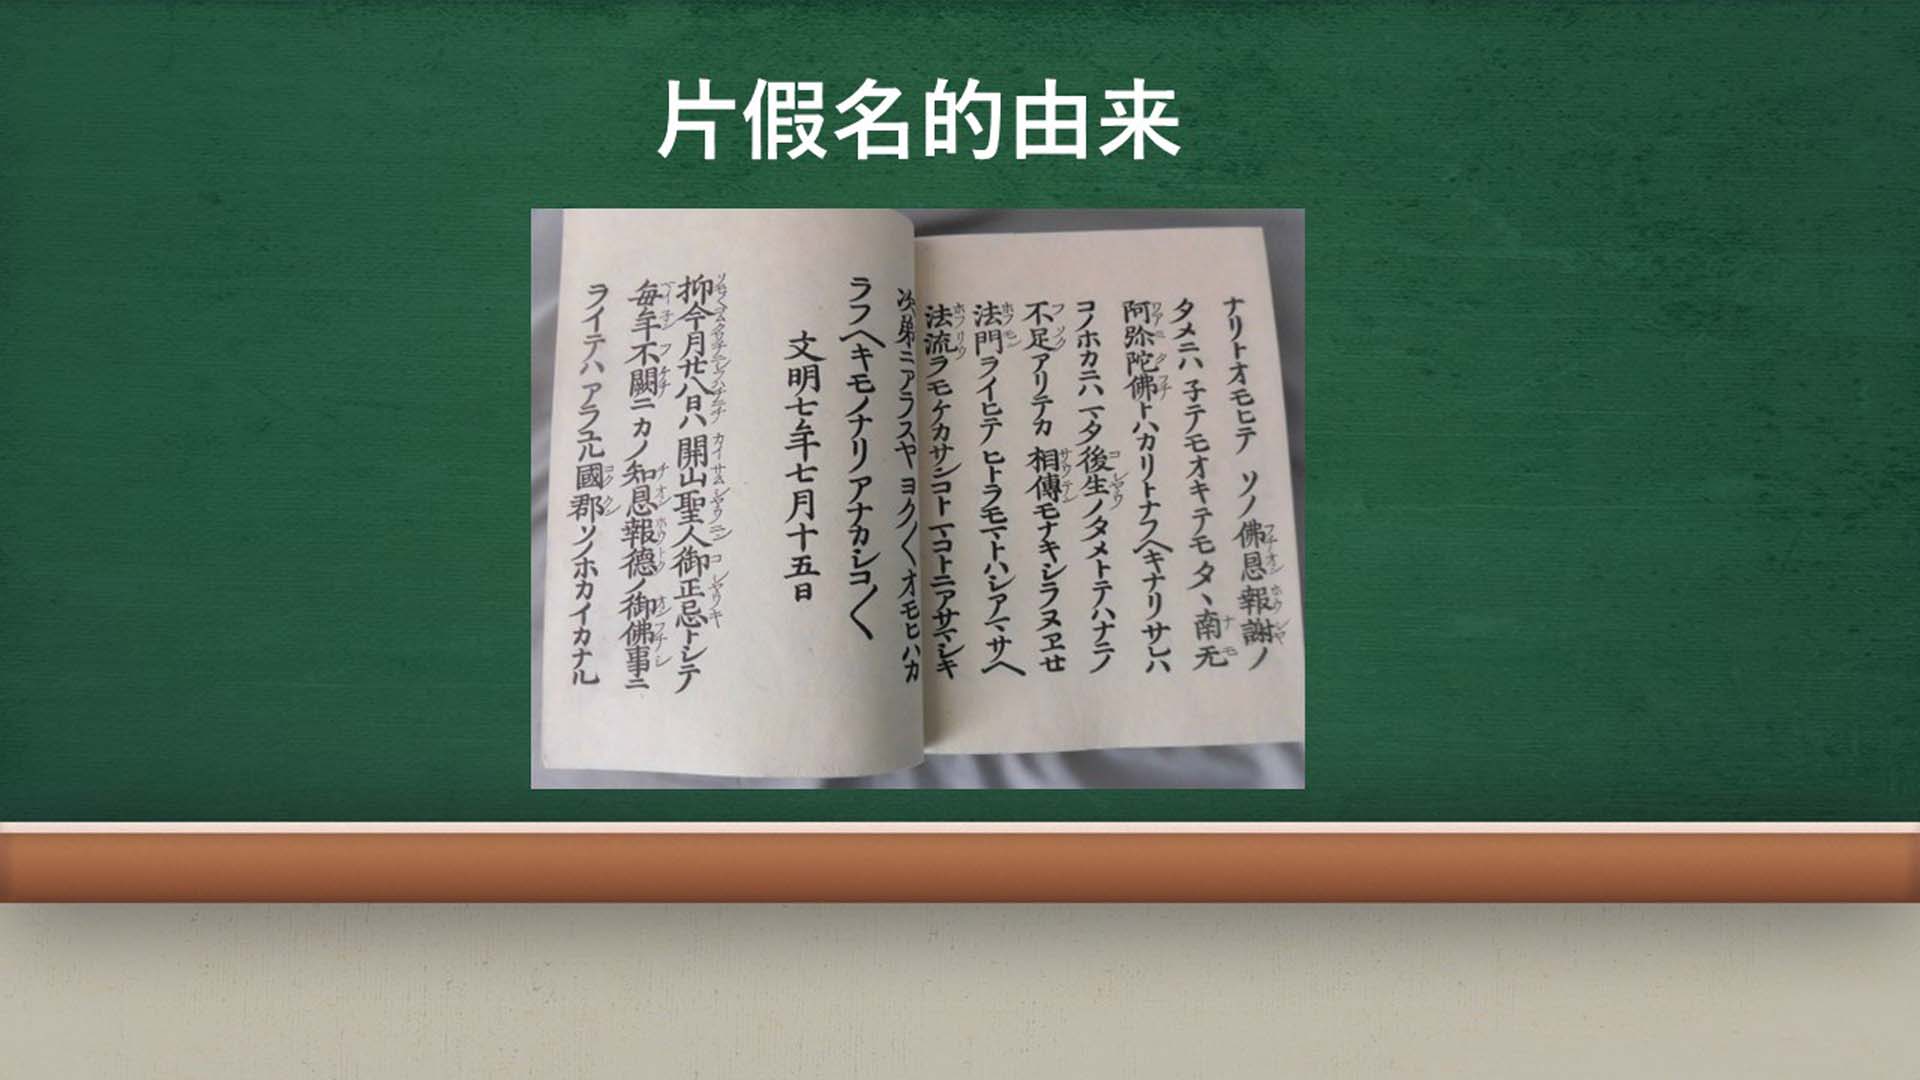 片假名的由来
ナリトオモヒテ ソノ佛恩報謝ノ
タメニハ 子テモオキテモタヽ南无
阿弥陀佛トハカリトナフヘキナリサレハ
コノホカニハ マタ後生ノタメトテハナニノ
不足アリテカ 相傳モナキシラヌヱセ
法門ヲイヒテ ヒトヲモマトハシアマサヘ
法流ヲモケカサンコト マコトニアサマシキ
次第ニアラスヤ ヨク〱オモヒハカ
ラフヘキモノナリアナカシコ〱
文明七年七月十五日
抑今月廿八日ハ 開山聖人御正忌トシテ
毎年不闕ニカノ知恩報德ノ御佛事ニ
ヲイテハ アラユル國郡ソノホカイカナル